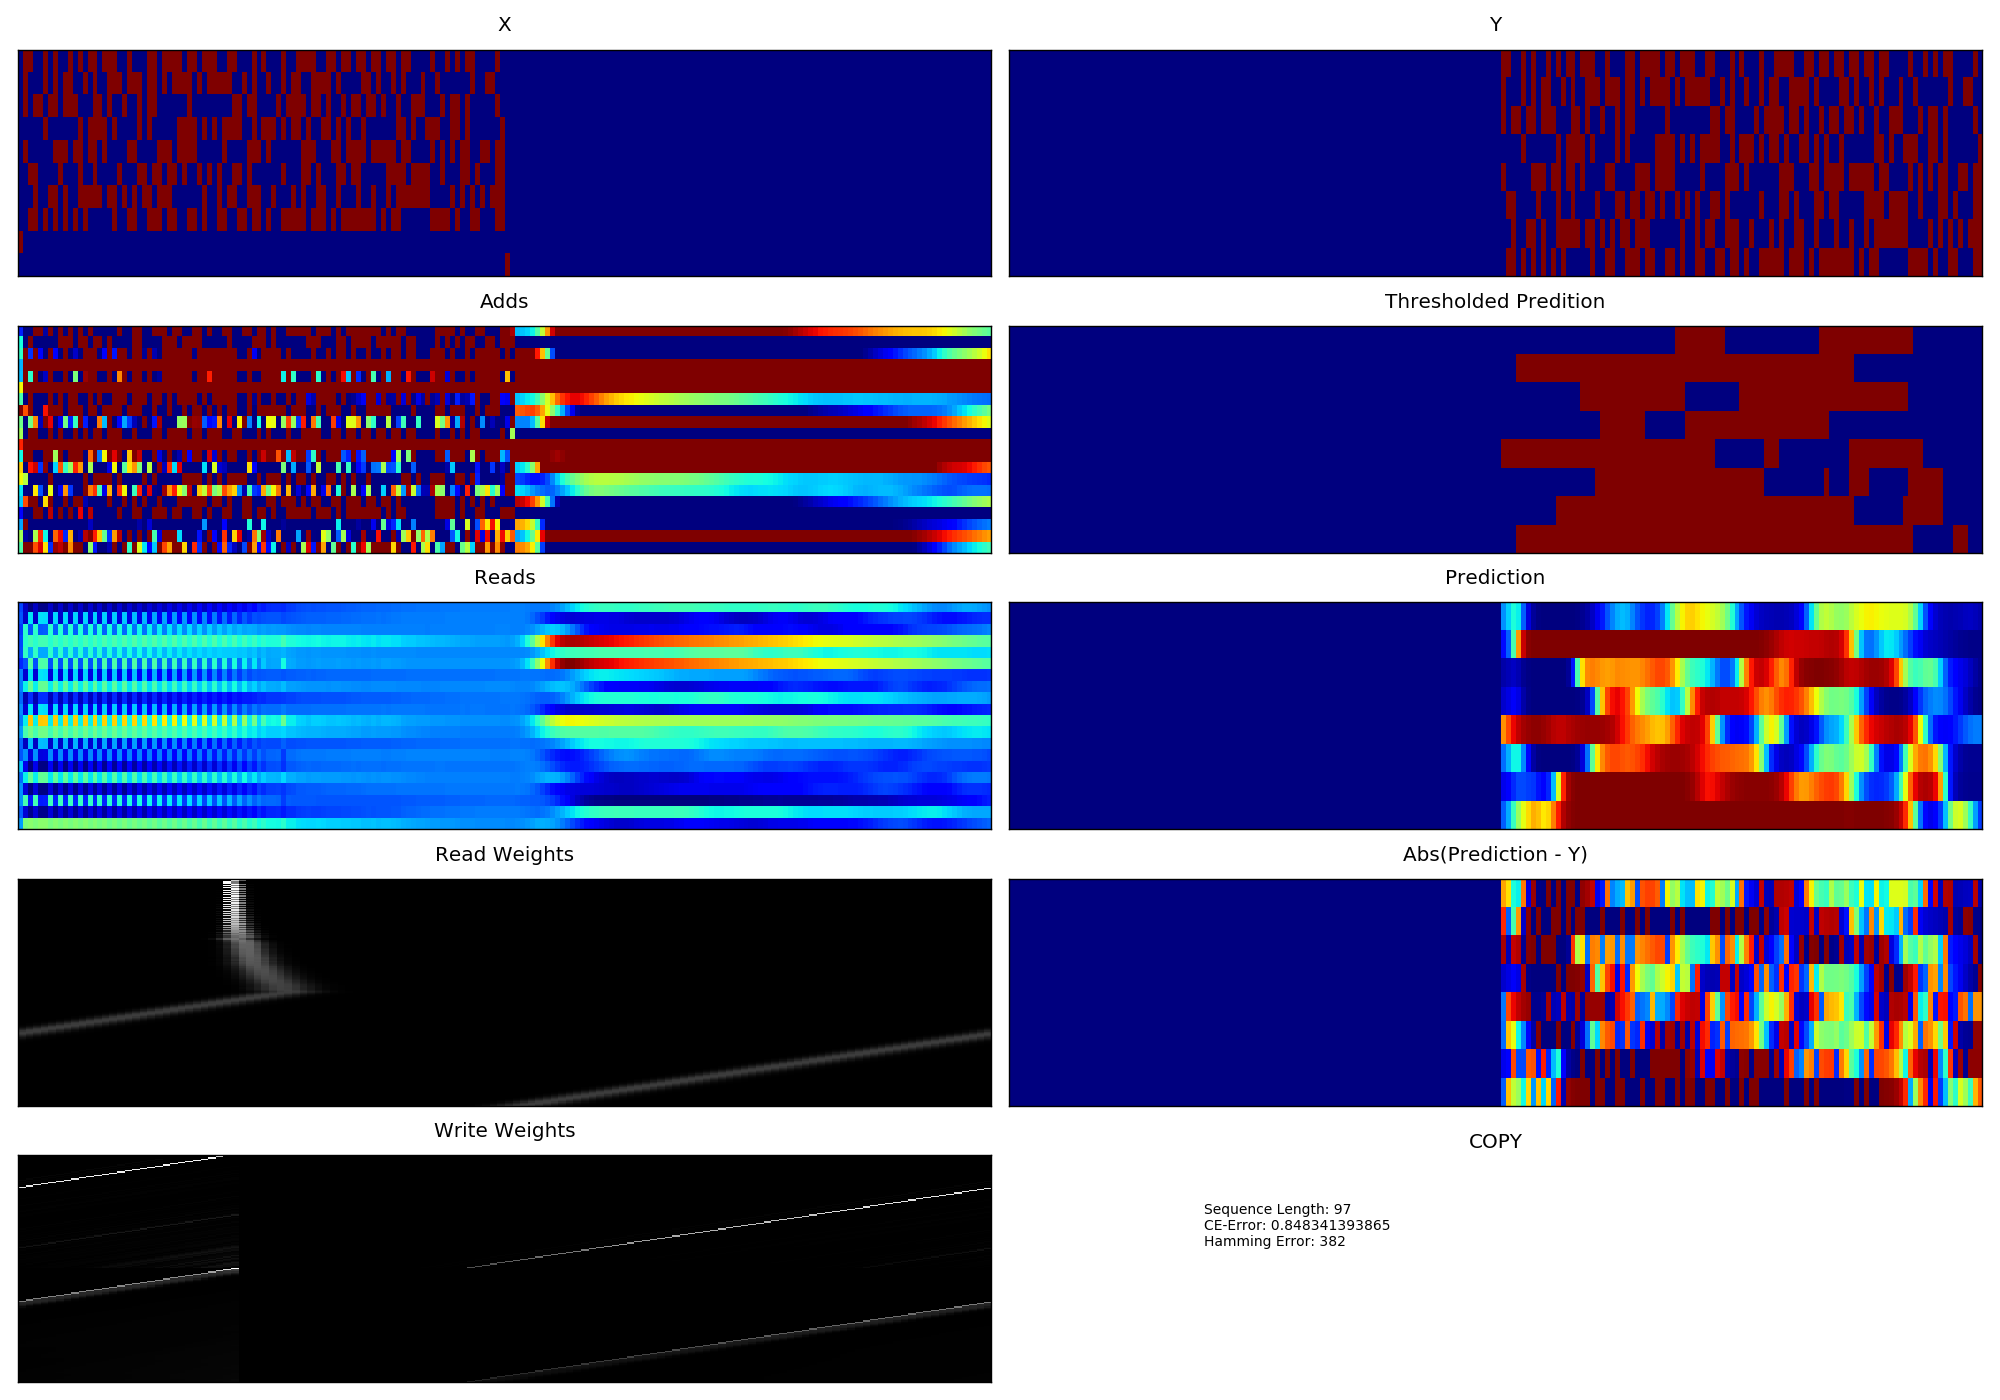 X
Y
Adds
Thresholded Predition
Reads
Prediction
Read Weights
Abs(Prediction - Y)
Write Weights
COPY
Sequence Length: 97
CE-Error: 0.848341393865
Hamming Error: 382